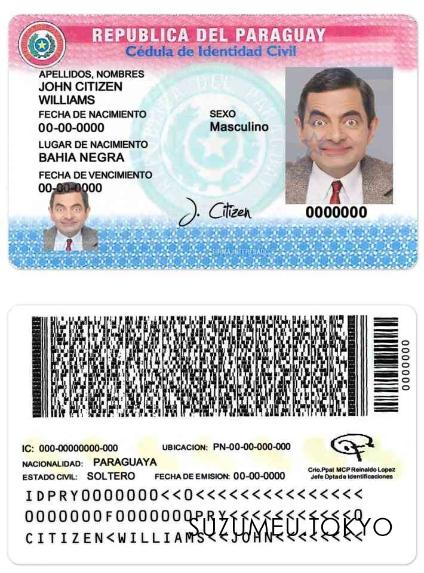 REPUBLICA DEL PARAGUAY
Cédula de Identidad Civil
APELLIDOS, NOMBRES
JOHN CITIZEN
WILLIAMS
FECHA DE NACIMIENTO
00-00-0000
SEXO
Masculino
LUGAR DE NACIMIENTO
BAHIA NEGRA
FECHA DE VENCIMIENTO
00-00-0000
J. Citizen
0000000
0000000
IC: 000-00000000-000
UBICACION: PN-00-00-000-000
NACIONALIDAD: PARAGUAYA
ESTADO CIVIL: SOLTERO FECHA DE EMISION: 00-00-0000
Crio.Ppal MCP Reinaldo Lopez
Jefe Dpto de Identificaciones
IDPRY0000000<<0<<<<<<<<<<<<<<<
0000000F0000000PRY<<<<<<<<<<<0
CITIZEN<WILLIAMS<<JOHN<<<<<<<<
SUZUMEU.TOKYO